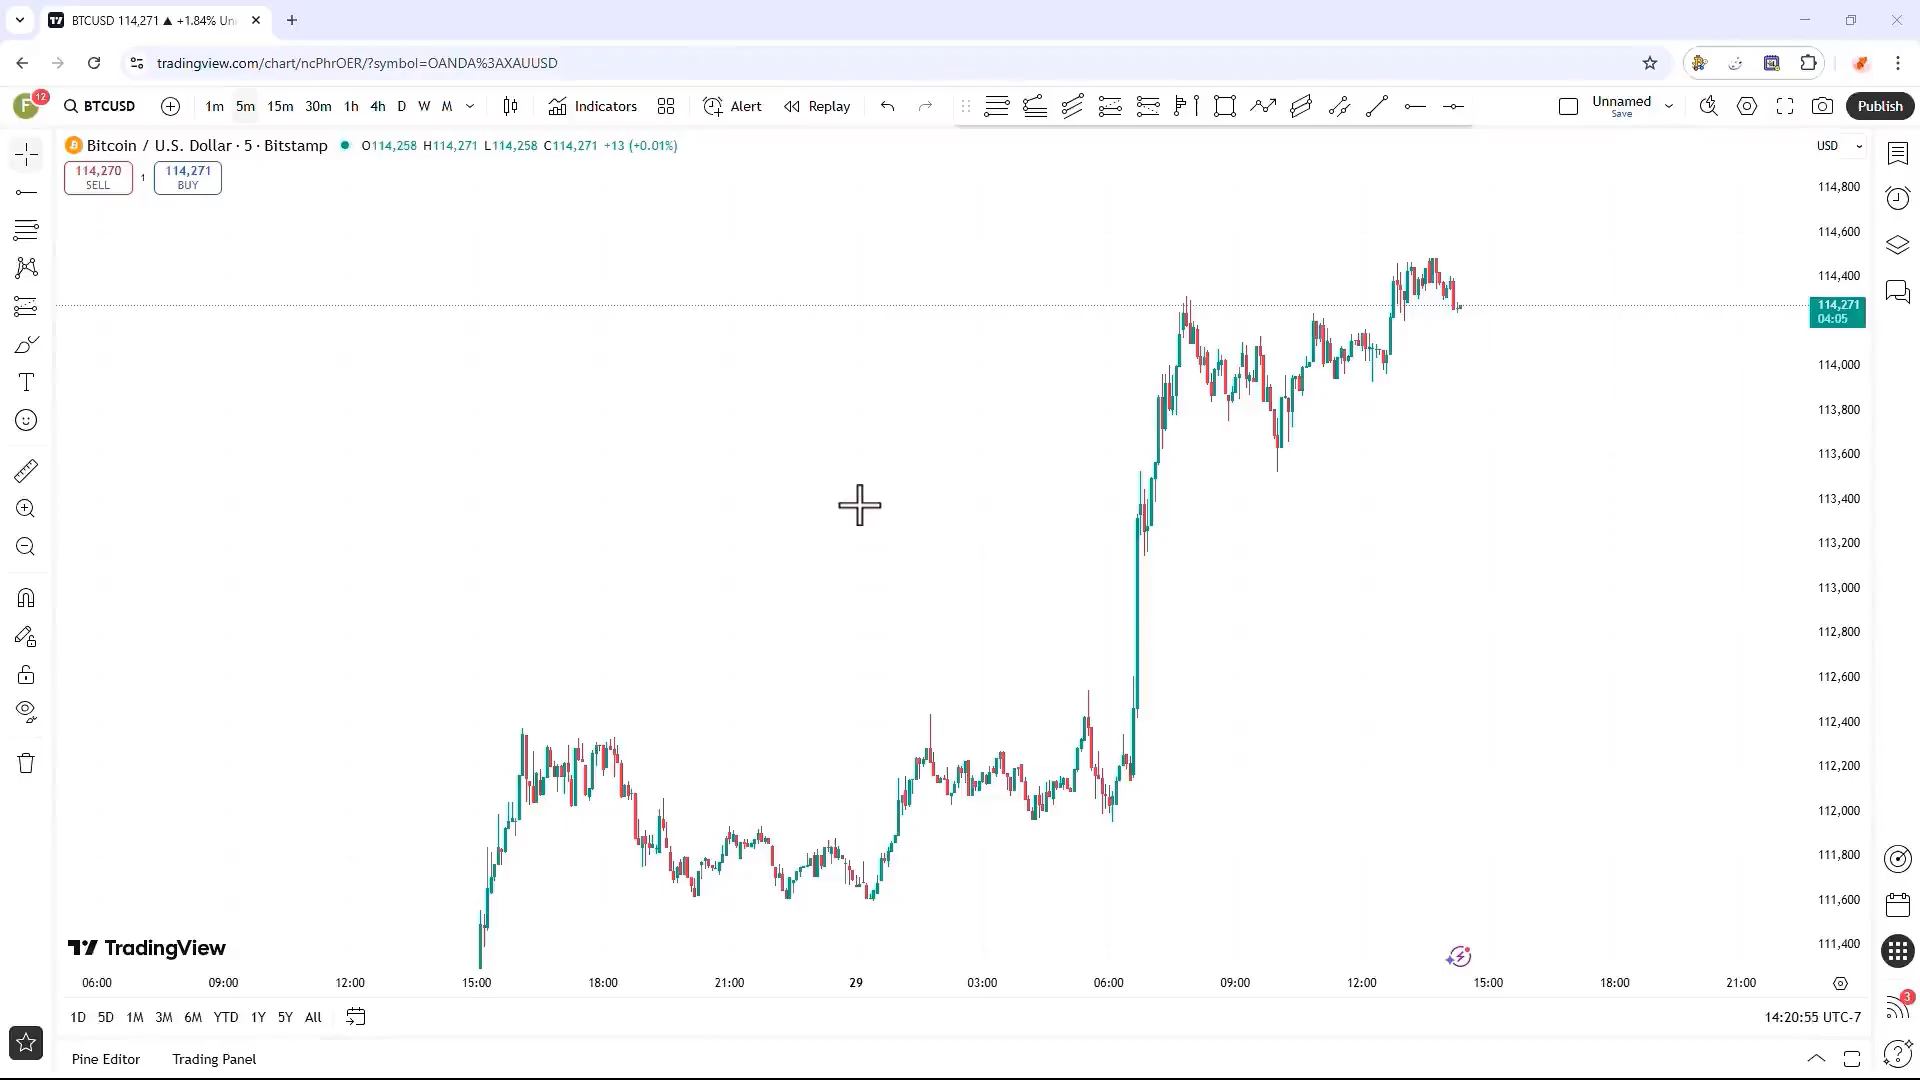 BTCUSD 114,271 ▲ +1.84% Un
tradingview.com/chart/ncPhrOER/?symbol=OANDA%3AXAUUSD
F 12 BTCUSD 1m 5m 15m 30m 1h 4h D W M Indicators Alert Replay Unnamed Save Publish
Bitcoin / U.S. Dollar · 5 · Bitstamp O114,258 H114,271 L114,258 C114,271 +13 (+0.01%)
USD
114,270 SELL 1 114,271 BUY
114,800
114,600
114,400
114,271
04:05
114,000
113,800
113,600
113,400
113,200
113,000
112,800
112,600
112,400
112,200
112,000
111,800
111,600
111,400
TradingView
06:00 09:00 12:00 15:00 18:00 21:00 29 03:00 06:00 09:00 12:00 15:00 18:00 21:00
1D 5D 1M 3M 6M YTD 1Y 5Y All 14:20:55 UTC-7
3
Pine Editor Trading Panel